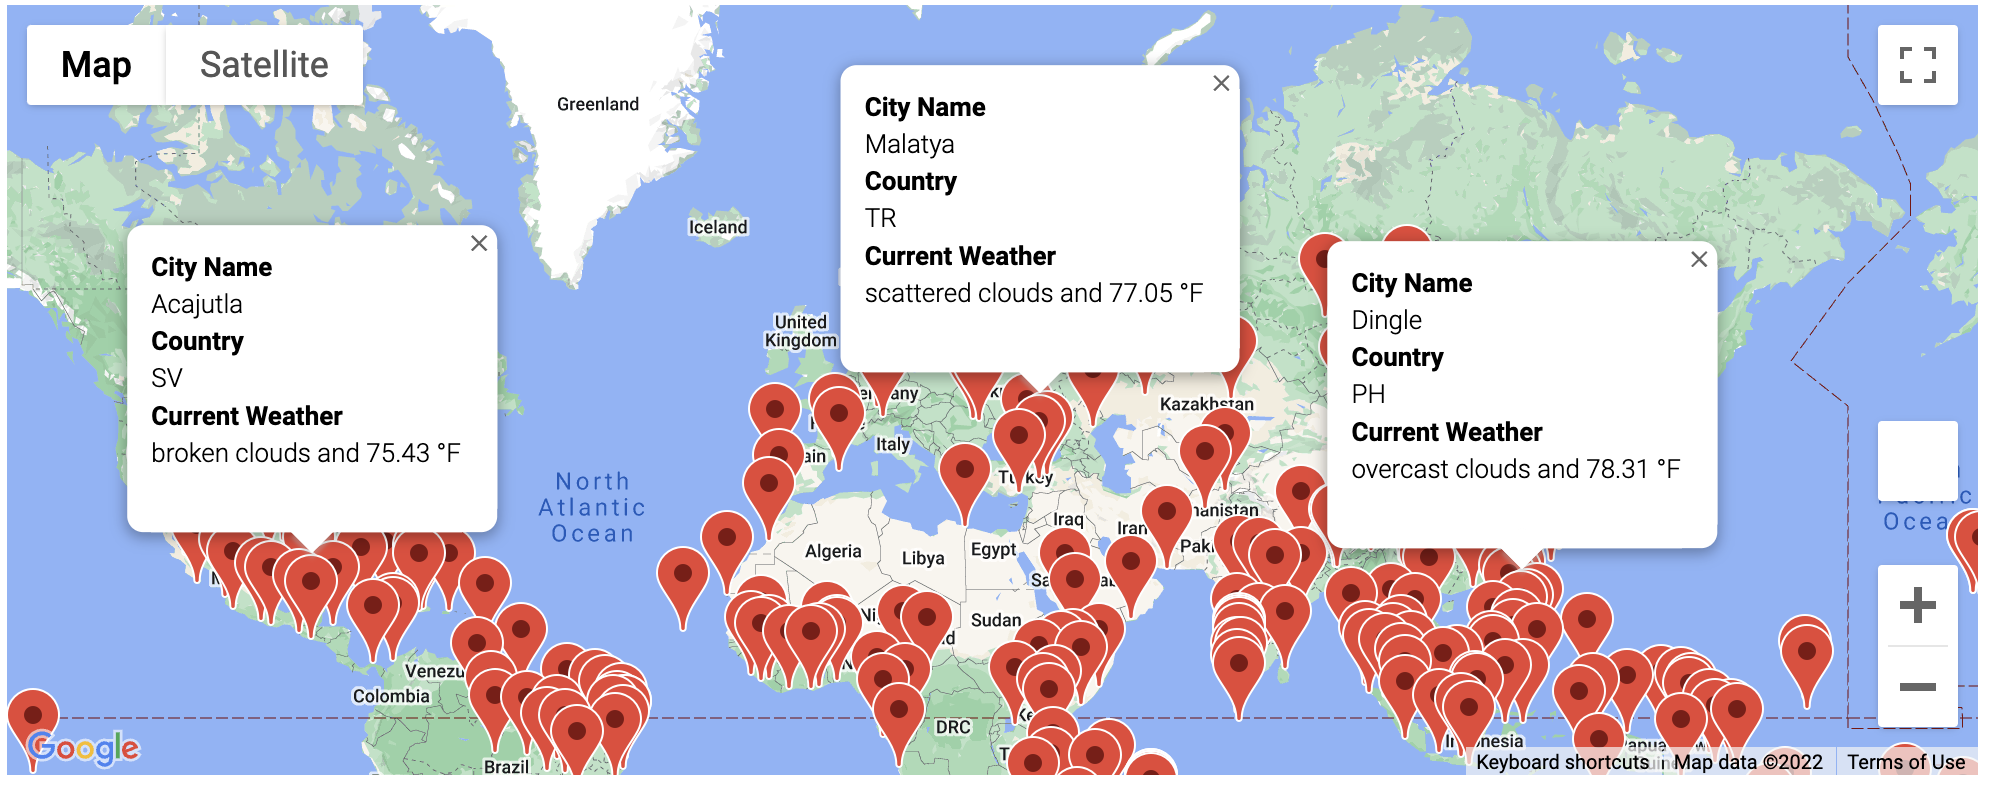 Map
Satellite
Greenland
Iceland
United
Kingdom
City Name
Acajutla
Country
SV
Current Weather
broken clouds and 75.43 °F
City Name
Malatya
Country
TR
Current Weather
scattered clouds and 77.05 °F
City Name
Dingle
Country
PH
Current Weather
overcast clouds and 78.31 °F
Kazakhstan
Italy
Turkey
North
Atlantic
Ocean
Iraq
Iran
Algeria
Libya
Egypt
Sudan
Venezu
Colombia
DRC
Brazil
Google
Keyboard shortcuts
Map data ©2022
Terms of Use